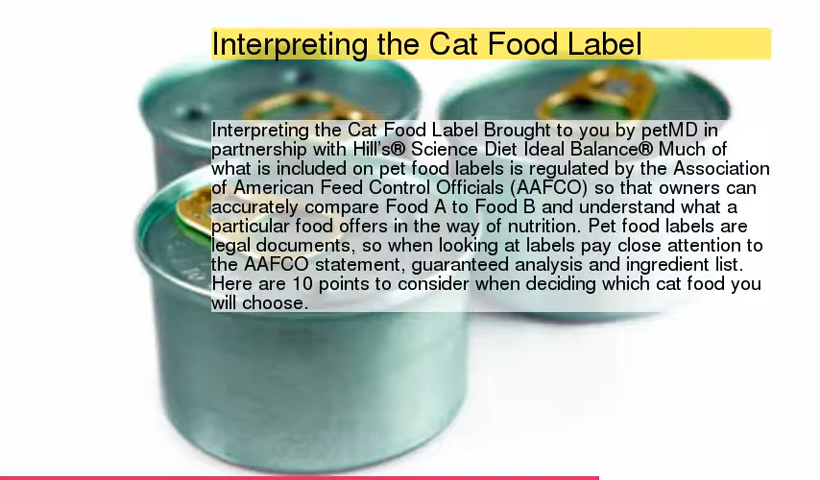 Interpreting the Cat Food Label
Interpreting the Cat Food Label Brought to you by petMD in
partnership with Hill's® Science Diet Ideal Balance® Much of
what is included on pet food labels is regulated by the Association
of American Feed Control Officials (AAFCO) so that owners can
accurately compare Food A to Food B and understand what a
particular food offers in the way of nutrition. Pet food labels are
legal documents, so when looking at labels pay close attention to
the AAFCO statement, guaranteed analysis and ingredient list.
Here are 10 points to consider when deciding which cat food you
will choose.